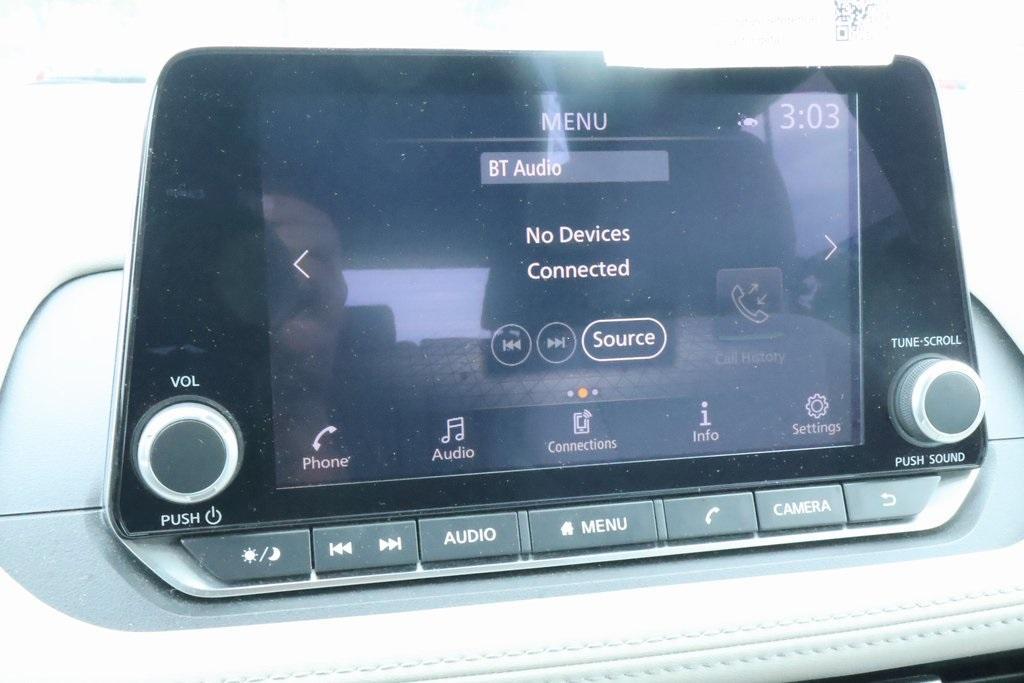 MENU
3:03
BT Audio
No Devices
Connected
Source
Call History
Phone
Audio
Connections
Info
Settings
VOL
PUSH
TUNE·SCROLL
PUSH SOUND
AUDIO
MENU
CAMERA